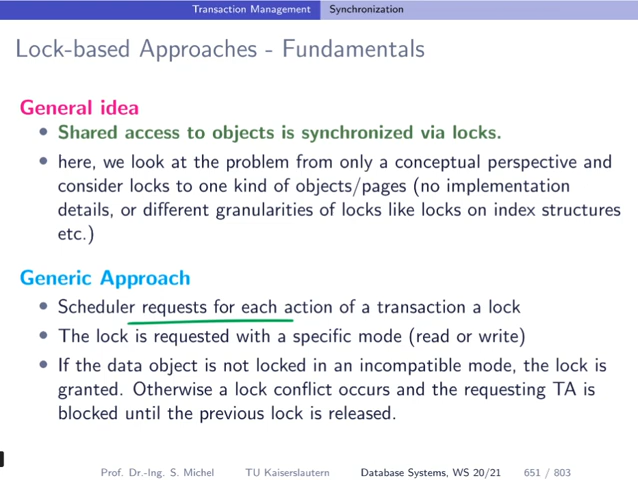 Transaction Management Synchronization
Lock-based Approaches - Fundamentals
General idea
• Shared access to objects is synchronized via locks.
• here, we look at the problem from only a conceptual perspective and
consider locks to one kind of objects/pages (no implementation
details, or different granularities of locks like locks on index structures
etc.)
Generic Approach
• Scheduler requests for each action of a transaction a lock
• The lock is requested with a specific mode (read or write)
• If the data object is not locked in an incompatible mode, the lock is
granted. Otherwise a lock conflict occurs and the requesting TA is
blocked until the previous lock is released.
Prof. Dr.-Ing. S. Michel TU Kaiserslautern Database Systems, WS 20/21 651 / 803